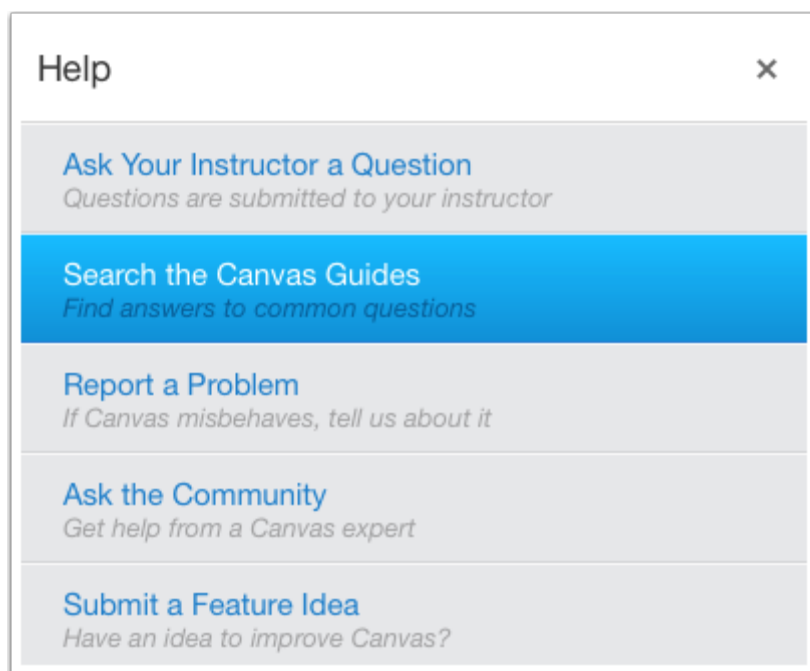 Help ×
Ask Your Instructor a Question
Questions are submitted to your instructor
Search the Canvas Guides
Find answers to common questions
Report a Problem
If Canvas misbehaves, tell us about it
Ask the Community
Get help from a Canvas expert
Submit a Feature Idea
Have an idea to improve Canvas?